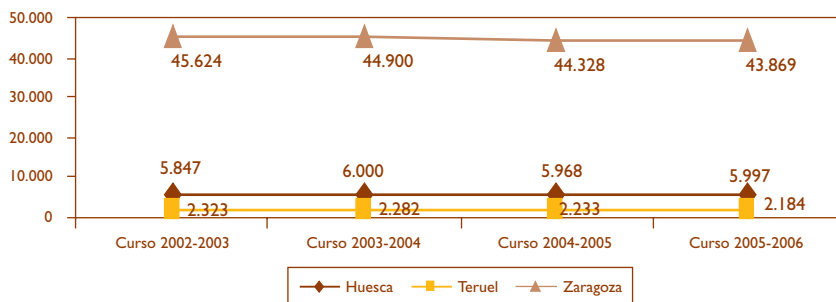 50.000
45.624
44.900
44.328
43.869
40.000
30.000
20.000
5.847
6.000
5.968
5.997
10.000
2.323
2.282
2.233
2.184
0
Curso 2002-2003
Curso 2003-2004
Curso 2004-2005
Curso 2005-2006
Huesca
Teruel
Zaragoza